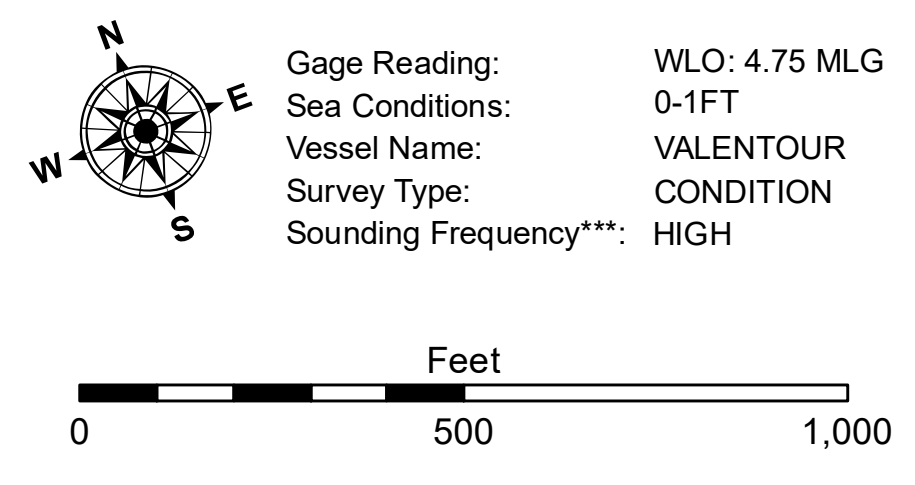 N
E
W
S
Gage Reading: WLO: 4.75 MLG
Sea Conditions: 0-1FT
Vessel Name: VALENTOUR
Survey Type: CONDITION
Sounding Frequency***: HIGH
Feet
0 500 1,000